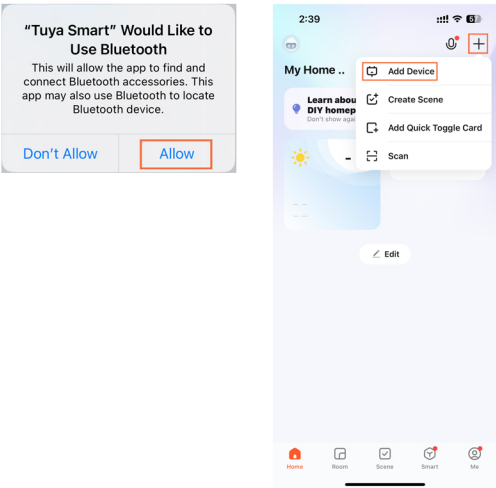 “Tuya Smart” Would Like to
Use Bluetooth
This will allow the app to find and
connect Bluetooth accessories. This
app may also use Bluetooth to locate
Bluetooth device.
Don’t Allow
Allow
2:39
My Home ..
Add Device
Create Scene
Add Quick Toggle Card
Scan
Learn abou
DIY homep
Don't show agai
Edit
Home
Room
Scene
Smart
Me